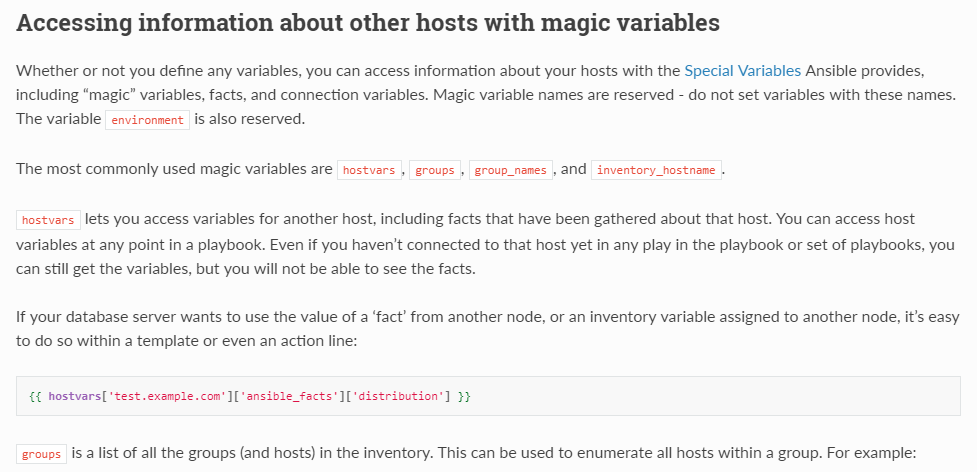 Accessing information about other hosts with magic variables
Whether or not you define any variables, you can access information about your hosts with the Special Variables Ansible provides,
including “magic” variables, facts, and connection variables. Magic variable names are reserved - do not set variables with these names.
The variable environment is also reserved.
The most commonly used magic variables are hostvars, groups, group_names, and inventory_hostname.
hostvars lets you access variables for another host, including facts that have been gathered about that host. You can access host
variables at any point in a playbook. Even if you haven’t connected to that host yet in any play in the playbook or set of playbooks, you
can still get the variables, but you will not be able to see the facts.
If your database server wants to use the value of a ‘fact’ from another node, or an inventory variable assigned to another node, it’s easy
to do so within a template or even an action line:
{{ hostvars['test.example.com']['ansible_facts']['distribution'] }}
groups is a list of all the groups (and hosts) in the inventory. This can be used to enumerate all hosts within a group. For example: